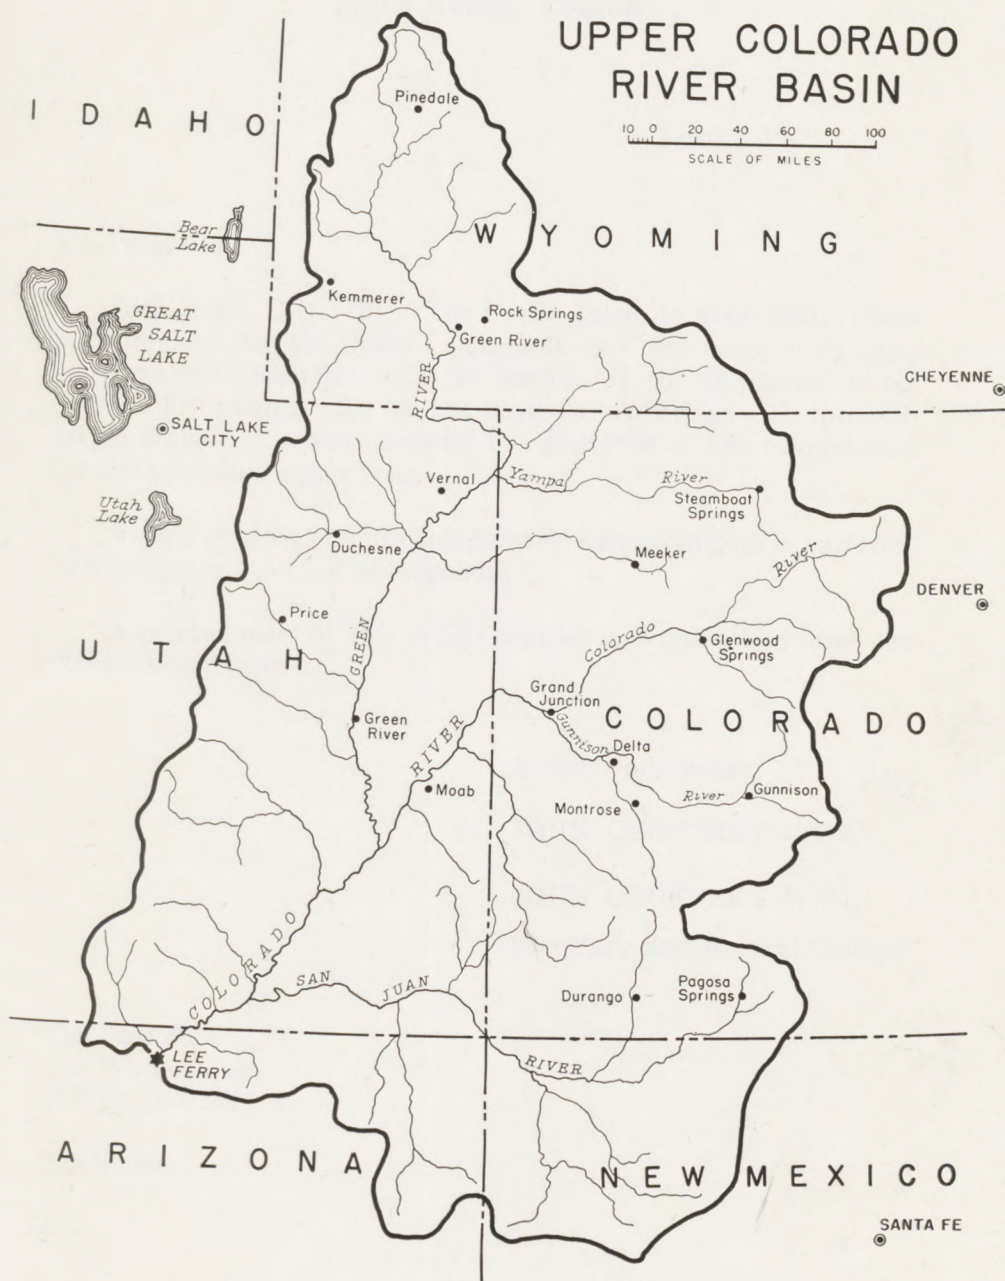 UPPER COLORADO
RIVER BASIN
10 0 20 40 60 80 100
SCALE OF MILES
IDAHO
Pinedale
Bear
Lake
WYOMING
Kemmerer
Rock Springs
Green River
GREAT
SALT
LAKE
CHEYENNE
RIVER
SALT LAKE
CITY
Vernal
Yampa
River
Steamboat
Springs
Utah
Lake
Duchesne
Meeker
River
DENVER
Price
GREEN
Colorado
Glenwood
Springs
UTAH
Grand
Junction
Green
River
RIVER
Gunnison
Delta
COLORADO
Moab
Montrose
River
Gunnison
COLORADO
SAN
JUAN
Durango
Pagosa
Springs
LEE
FERRY
RIVER
ARIZONA
NEW MEXICO
SANTA FE